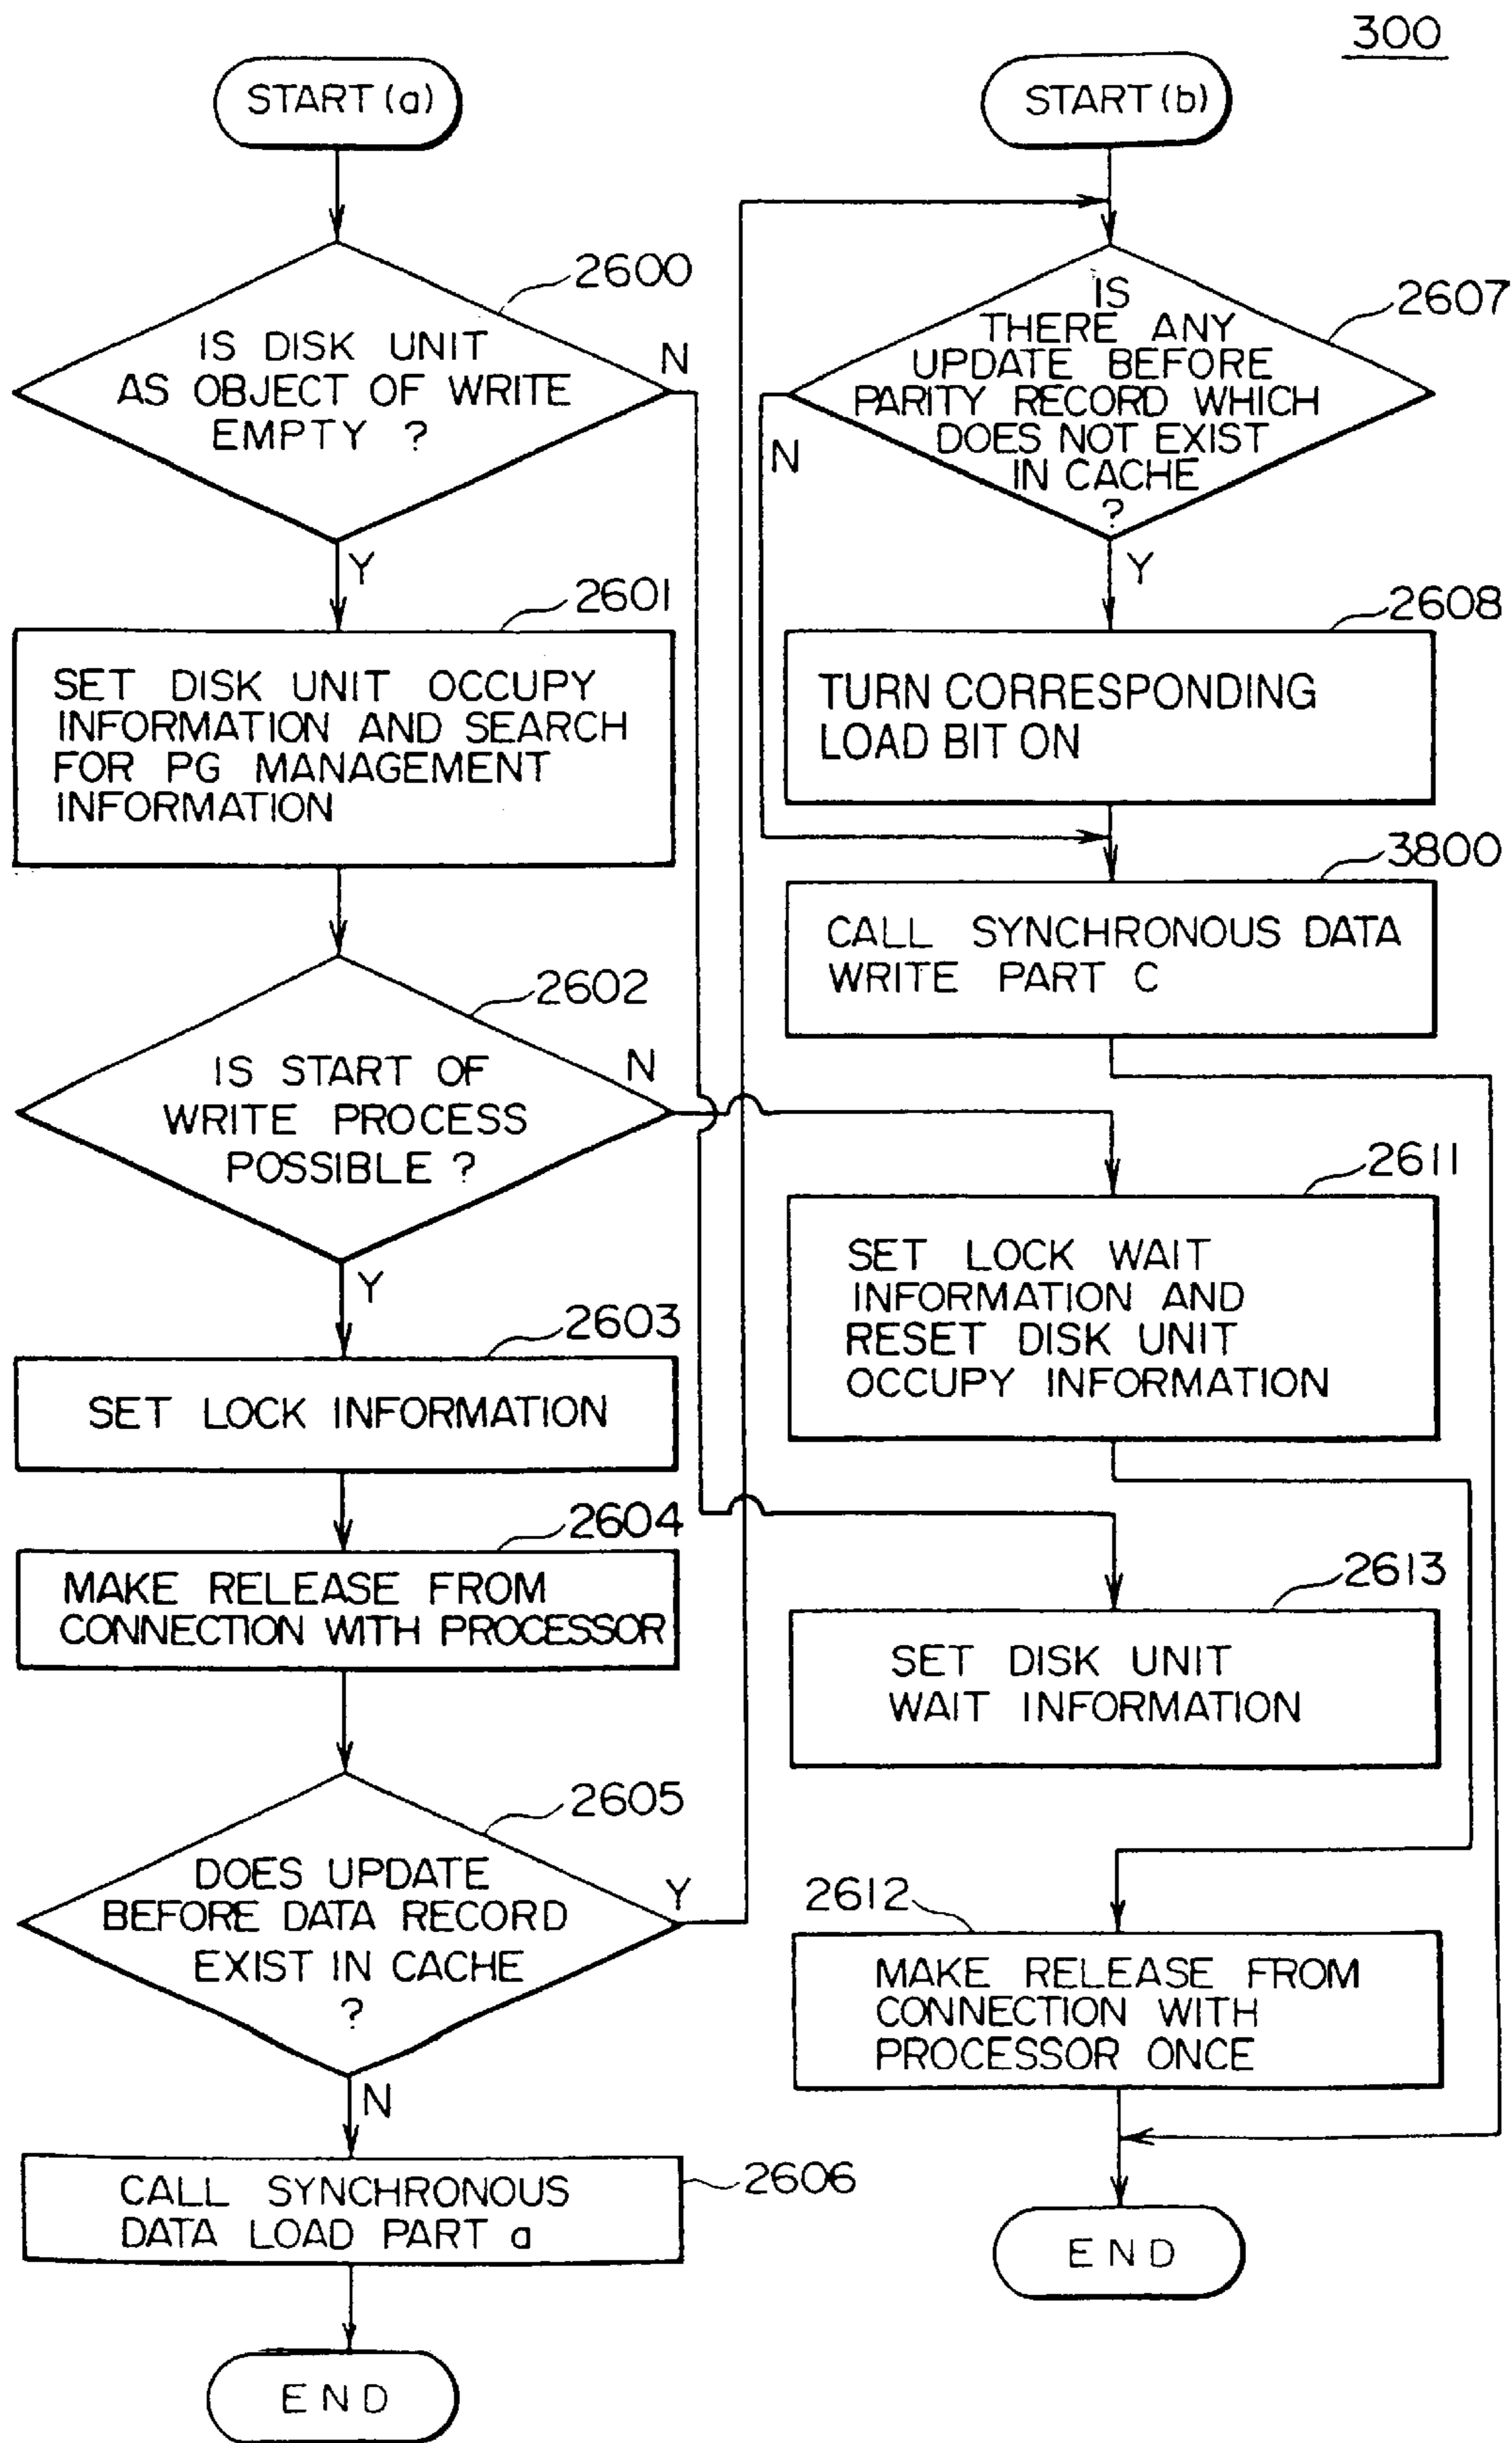 300
START (a)
2600
IS DISK UNIT
AS OBJECT OF WRITE
EMPTY ?
N
Y
2601
SET DISK UNIT OCCUPY
INFORMATION AND SEARCH
FOR PG MANAGEMENT
INFORMATION
2602
IS START OF
WRITE PROCESS
POSSIBLE ?
N
Y
2603
SET LOCK INFORMATION
2604
MAKE RELEASE FROM
CONNECTION WITH PROCESSOR
2605
DOES UPDATE
BEFORE DATA RECORD
EXIST IN CACHE
?
Y
N
2606
CALL SYNCHRONOUS
DATA LOAD PART a
END
START (b)
2607
IS
THERE ANY
UPDATE BEFORE
PARITY RECORD WHICH
DOES NOT EXIST
IN CACHE
?
N
Y
2608
TURN CORRESPONDING
LOAD BIT ON
3800
CALL SYNCHRONOUS DATA
WRITE PART C
2611
SET LOCK WAIT
INFORMATION AND
RESET DISK UNIT
OCCUPY INFORMATION
2613
SET DISK UNIT
WAIT INFORMATION
2612
MAKE RELEASE FROM
CONNECTION WITH
PROCESSOR ONCE
END